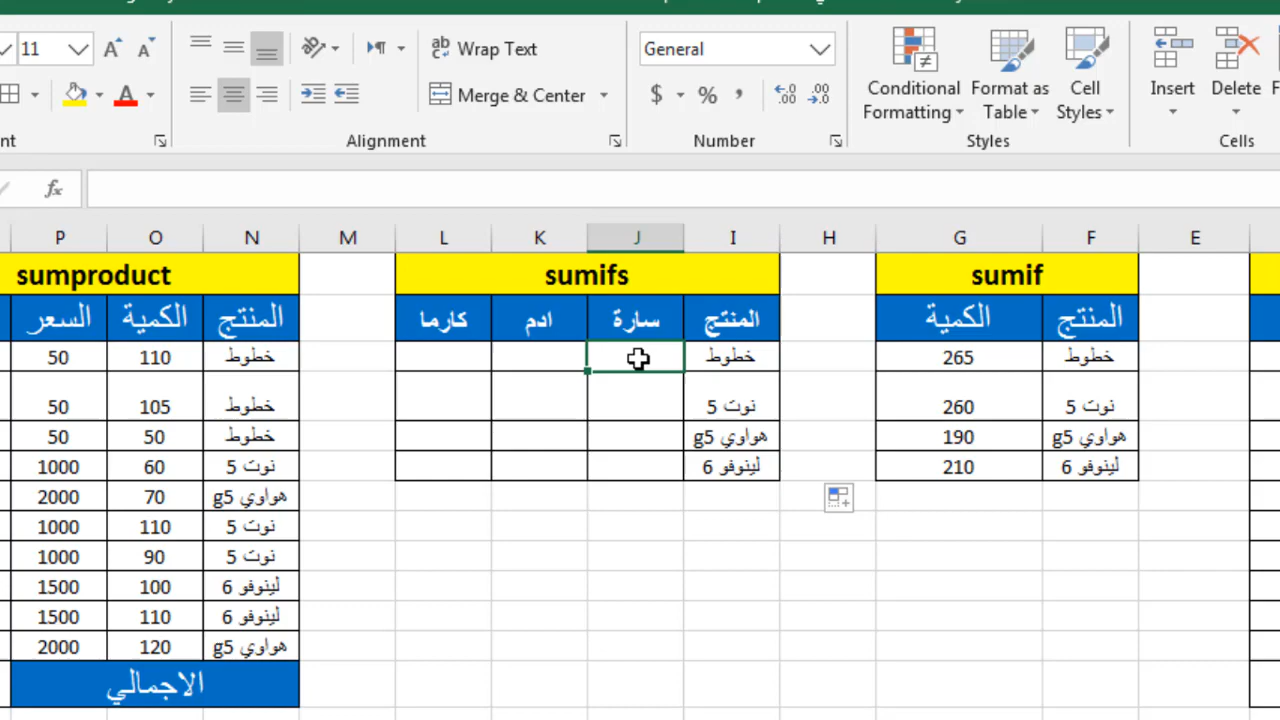 11 Wrap Text General
Merge & Center $ % Conditional Formatting Format as Table Cell Styles Insert Delete
nt Alignment Number Styles Cells
fx
P O N M L K J I H G F E
sumproduct sumifs sumif
السعر الكمية المنتج كارما ادم سارة المنتج الكمية المنتج
50 110 خطوط خطوط 265 خطوط
50 105 خطوط نوت 5 260 نوت 5
50 50 خطوط هواوي g5 190 هواوي g5
1000 60 نوت 5 لينوفو 6 210 لينوفو 6
2000 70 هواوي g5
1000 110 نوت 5
1000 90 نوت 5
1500 100 لينوفو 6
1500 110 لينوفو 6
2000 120 هواوي g5
الاجمالي